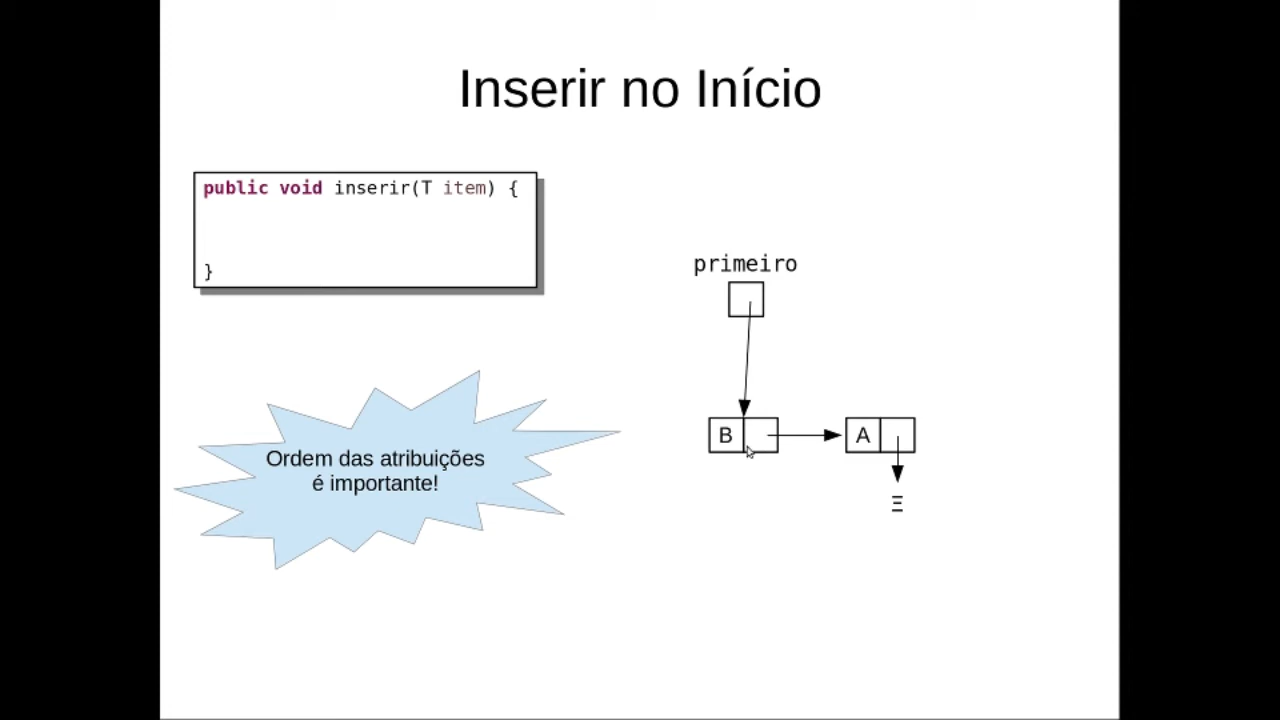 Inserir no Início
public void inserir(T item) {
}
Ordem das atribuições
é importante!
primeiro
B
A
Ξ